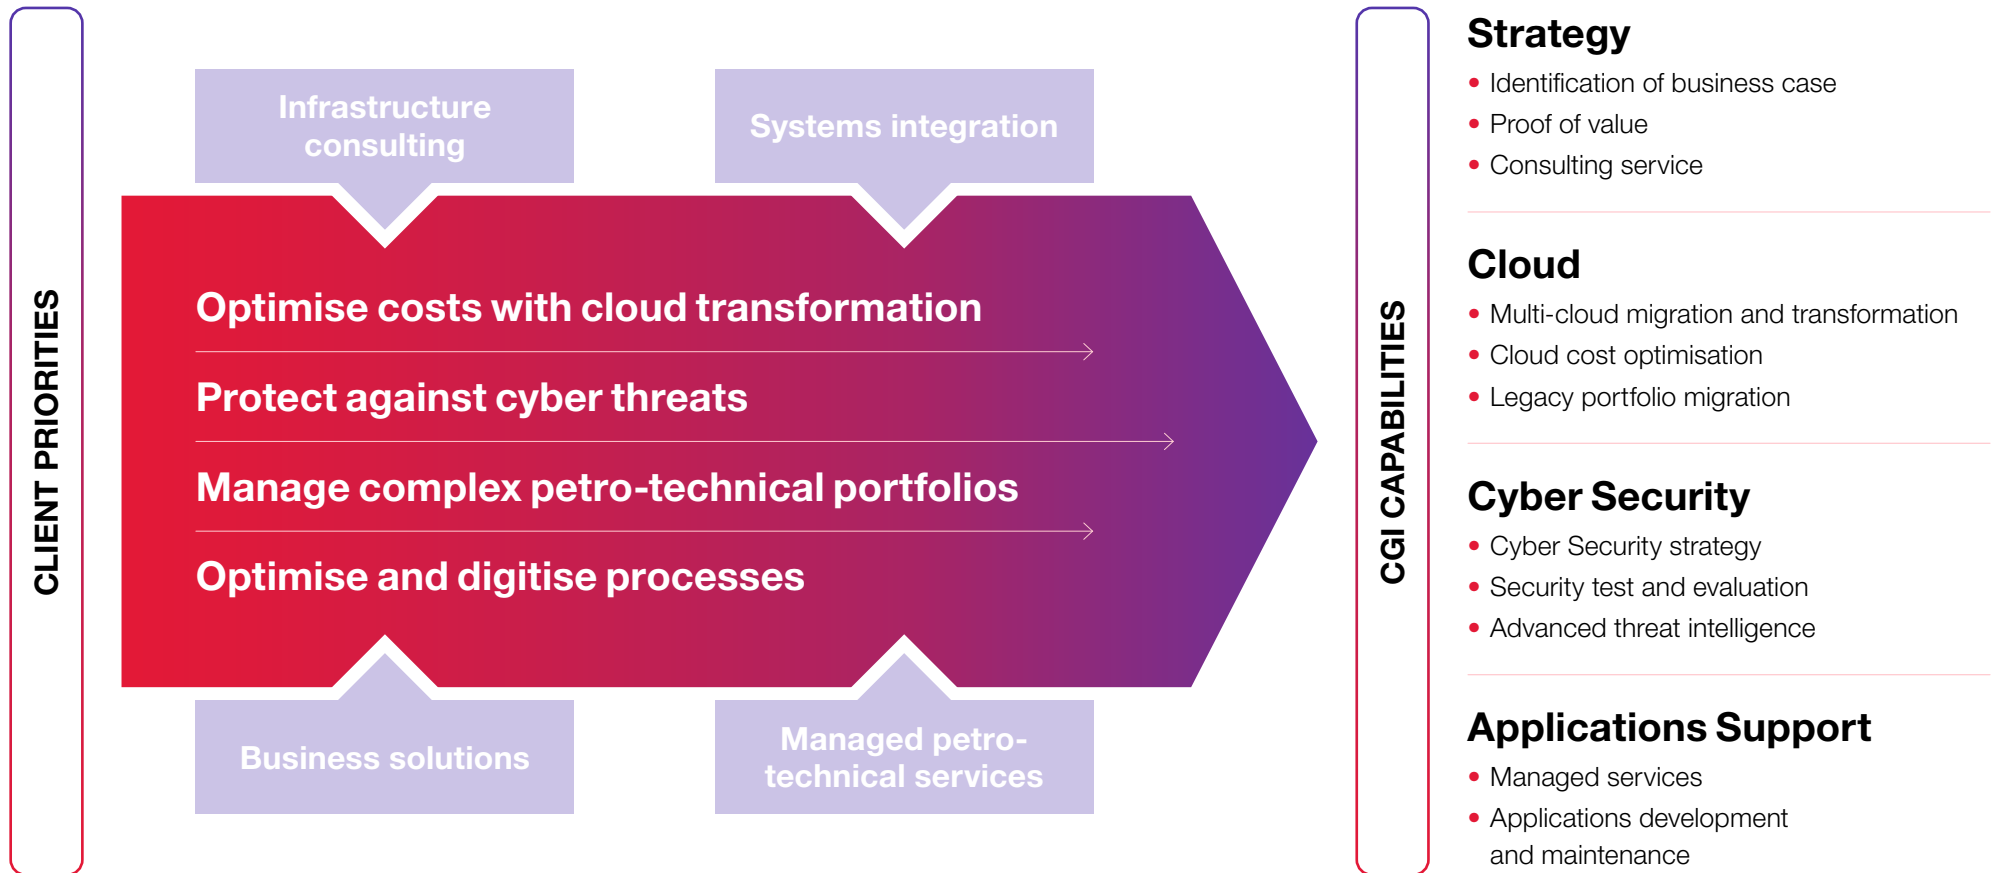 CLIENT PRIORITIES
Infrastructure
consulting
Systems integration
Optimise costs with cloud transformation
Protect against cyber threats
Manage complex petro-technical portfolios
Optimise and digitise processes
Business solutions
Managed petro-
technical services
CGI CAPABILITIES
Strategy
• Identification of business case
• Proof of value
• Consulting service
Cloud
• Multi-cloud migration and transformation
• Cloud cost optimisation
• Legacy portfolio migration
Cyber Security
• Cyber Security strategy
• Security test and evaluation
• Advanced threat intelligence
Applications Support
• Managed services
• Applications development
and maintenance